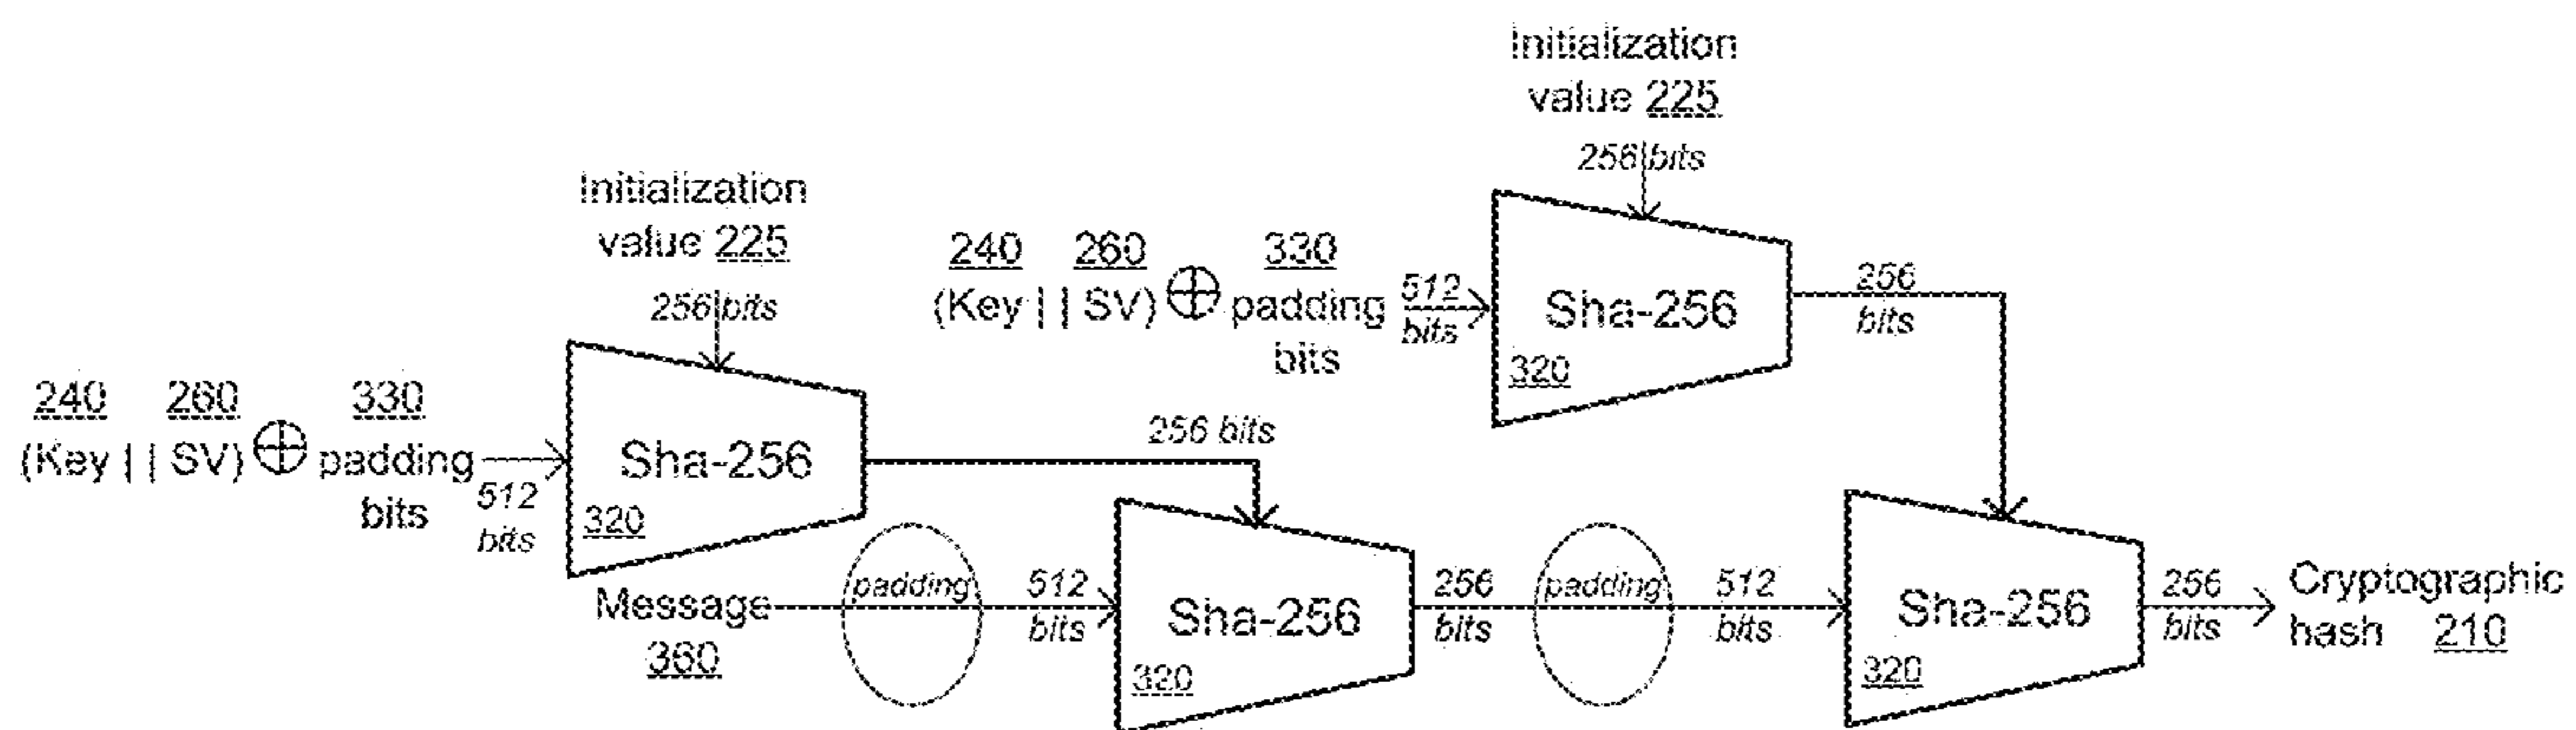 Initialization
value 225
256 bits
240 260 330
(Key || SV) ⊕ padding
bits
512
bits
Sha-256
320
256
bits
Initialization
value 225
256 bits
240 260 330
(Key || SV) ⊕ padding
bits
512
bits
Sha-256
320
256 bits
Message
360
padding
512
bits
Sha-256
320
256
bits
padding
512
bits
Sha-256
320
256
bits
Cryptographic
hash 210